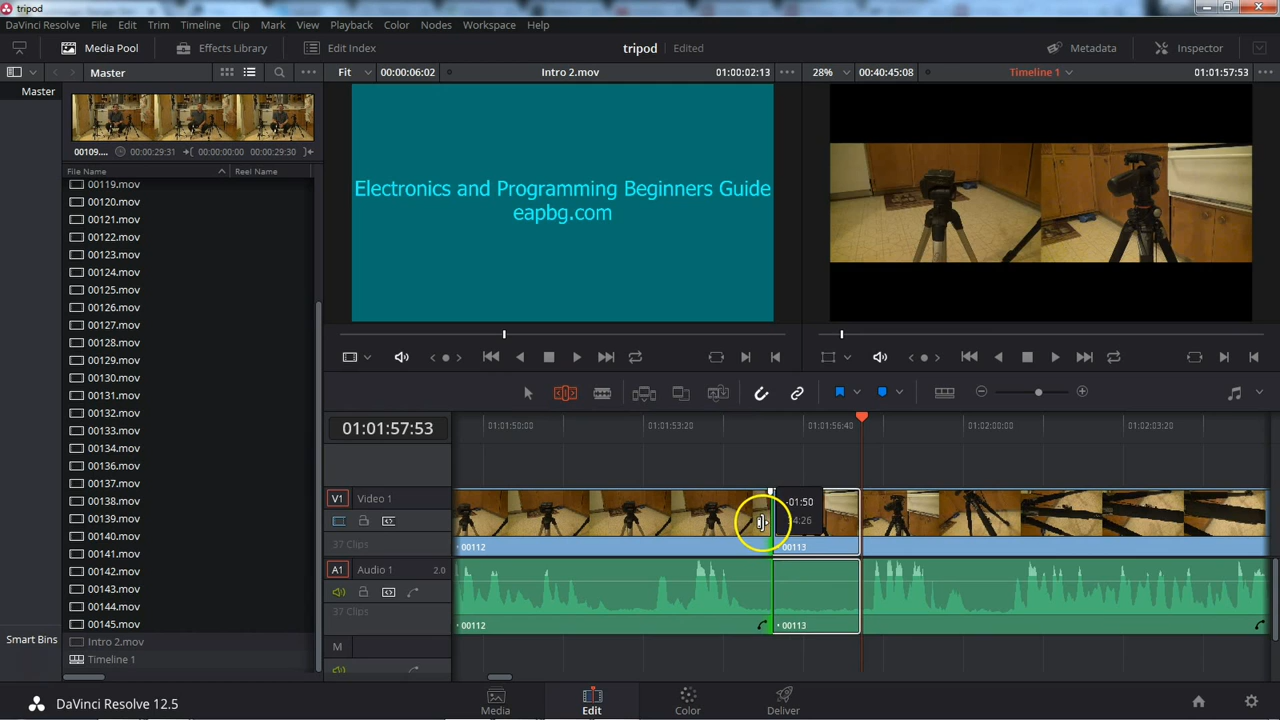 tripod
DaVinci Resolve File Edit Trim Timeline Clip Mark View Playback Color Nodes Workspace Help
Media Pool Effects Library Edit Index tripod Edited Metadata Inspector
Master Fit 00:00:06:02 Intro 2.mov 01:00:02:13 28% 00:40:45:08 Timeline 1 01:01:57:53
Master
00109.... 00:00:29:31 00:00:00:00 00:00:29:30
File Name Reel Name
00119.mov
00120.mov
00121.mov
00122.mov
00123.mov
00124.mov
00125.mov
00126.mov
00127.mov
00128.mov
00129.mov
00130.mov
00131.mov
00132.mov
00133.mov
00134.mov
00136.mov
00137.mov
00138.mov
00139.mov
00140.mov
00141.mov
00142.mov
00143.mov
00144.mov
00145.mov
Intro 2.mov
Timeline 1
Smart Bins
Electronics and Programming Beginners Guide
eapbg.com
01:01:57:53
01:01:50:00 01:01:53:20 01:01:56:40 01:02:00:00 01:02:03:20
V1 Video 1
37 Clips
-01:50
00112 00113
A1 Audio 1 2.0
37 Clips
00112 00113
M
DaVinci Resolve 12.5
Media Edit Color Deliver